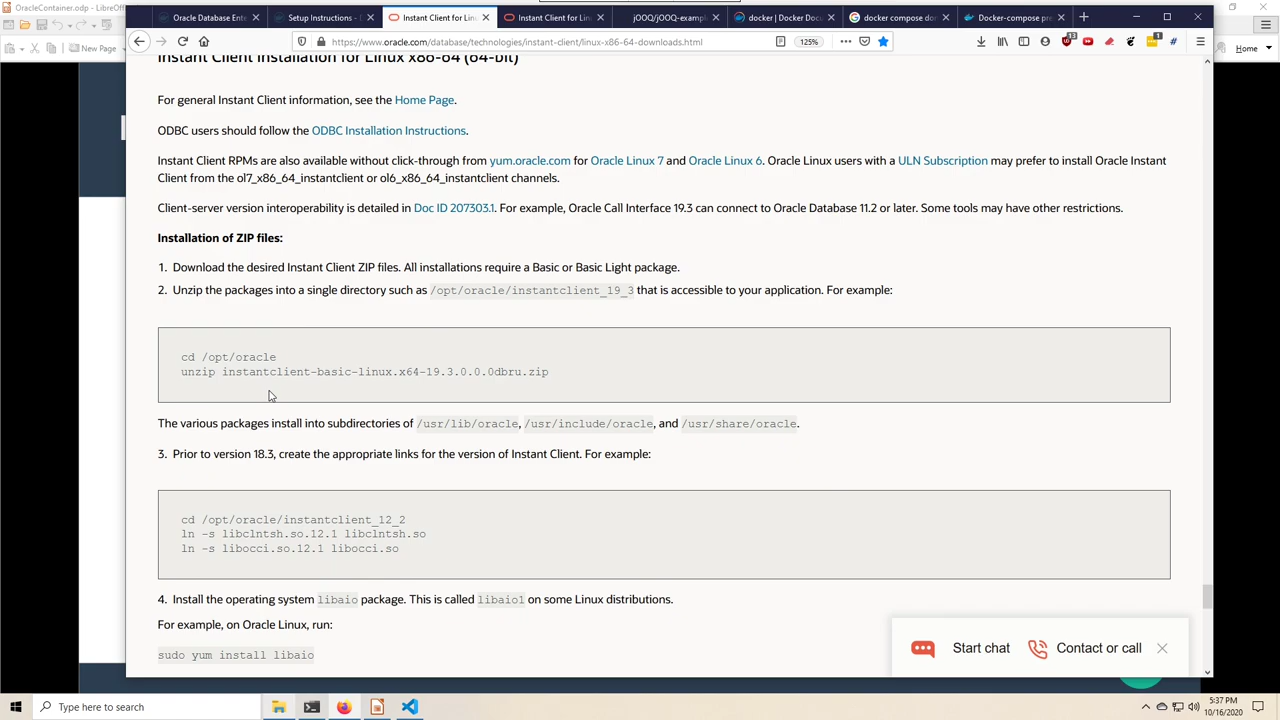 OracleContainer.odp - LibreOff
Oracle Database Ente
Setup Instructions - D
Instant Client for Linu
Instant Client for Linu
jOOQ/jOOQ-example
docker | Docker Docu
docker compose dow
Docker-compose pre
https://www.oracle.com/database/technologies/instant-client/linux-x86-64-downloads.html
125%
13
1
New Page
Home
Instant Client Installation for Linux x86-64 (64-bit)
For general Instant Client information, see the Home Page.
ODBC users should follow the ODBC Installation Instructions.
Instant Client RPMs are also available without click-through from yum.oracle.com for Oracle Linux 7 and Oracle Linux 6. Oracle Linux users with a ULN Subscription may prefer to install Oracle Instant
Client from the ol7_x86_64_instantclient or ol6_x86_64_instantclient channels.
Client-server version interoperability is detailed in Doc ID 207303.1. For example, Oracle Call Interface 19.3 can connect to Oracle Database 11.2 or later. Some tools may have other restrictions.
Installation of ZIP files:
1. Download the desired Instant Client ZIP files. All installations require a Basic or Basic Light package.
2. Unzip the packages into a single directory such as /opt/oracle/instantclient_19_3 that is accessible to your application. For example:
cd /opt/oracle
unzip instantclient-basic-linux.x64-19.3.0.0.0dbru.zip
The various packages install into subdirectories of /usr/lib/oracle, /usr/include/oracle, and /usr/share/oracle.
3. Prior to version 18.3, create the appropriate links for the version of Instant Client. For example:
cd /opt/oracle/instantclient_12_2
ln -s libclntsh.so.12.1 libclntsh.so
ln -s libocci.so.12.1 libocci.so
4. Install the operating system libaio package. This is called libaio1 on some Linux distributions.
For example, on Oracle Linux, run:
sudo yum install libaio
Start chat
Contact or call
Type here to search
5:37 PM
10/16/2020